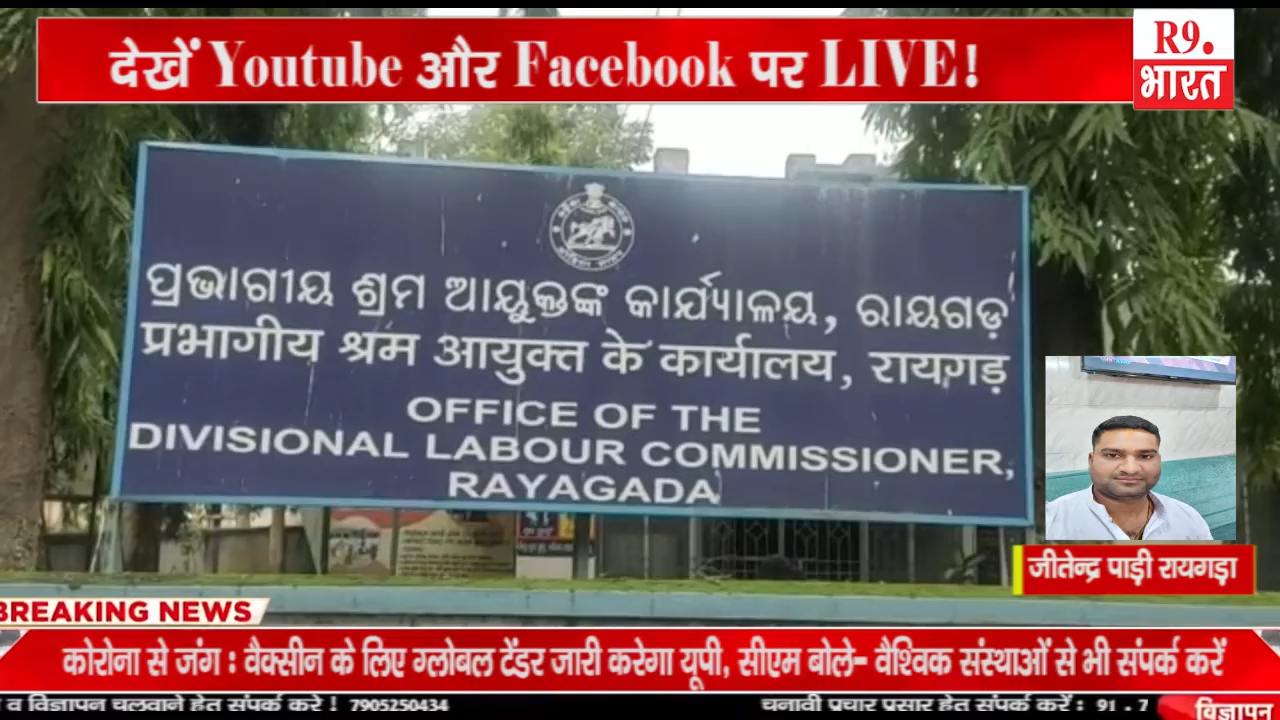 देखें Youtube और Facebook पर LIVE!
R9.
भारत
ପ୍ରଭାଗୀୟ ଶ୍ରମ ଆୟୁକ୍ତଙ୍କ କାର୍ଯ୍ୟାଳୟ, ରାୟଗଡ଼
प्रभागीय श्रम आयुक्त के कार्यालय, रायगड़
OFFICE OF THE
DIVISIONAL LABOUR COMMISSIONER,
RAYAGADA
जीतेन्द्र पाड़ी रायगड़ा
BREAKING NEWS
कोरोना से जंग : वैक्सीन के लिए ग्लोबल टेंडर जारी करेगा यूपी, सीएम बोले- वैश्विक संस्थाओं से भी संपर्क करें
व विज्ञापन चलवाने हेतु संपर्क करे ! 7905250434
चुनावी प्रचार प्रसार हेतु संपर्क करें : 91 - 7
विज्ञापन